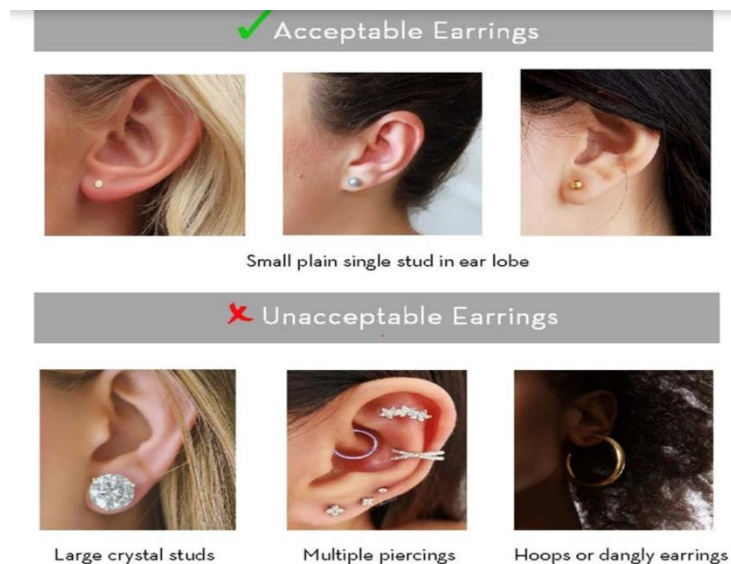 Acceptable Earrings
Small plain single stud in ear lobe
Unacceptable Earrings
Large crystal studs
Multiple piercings
Hoops or dangly earrings